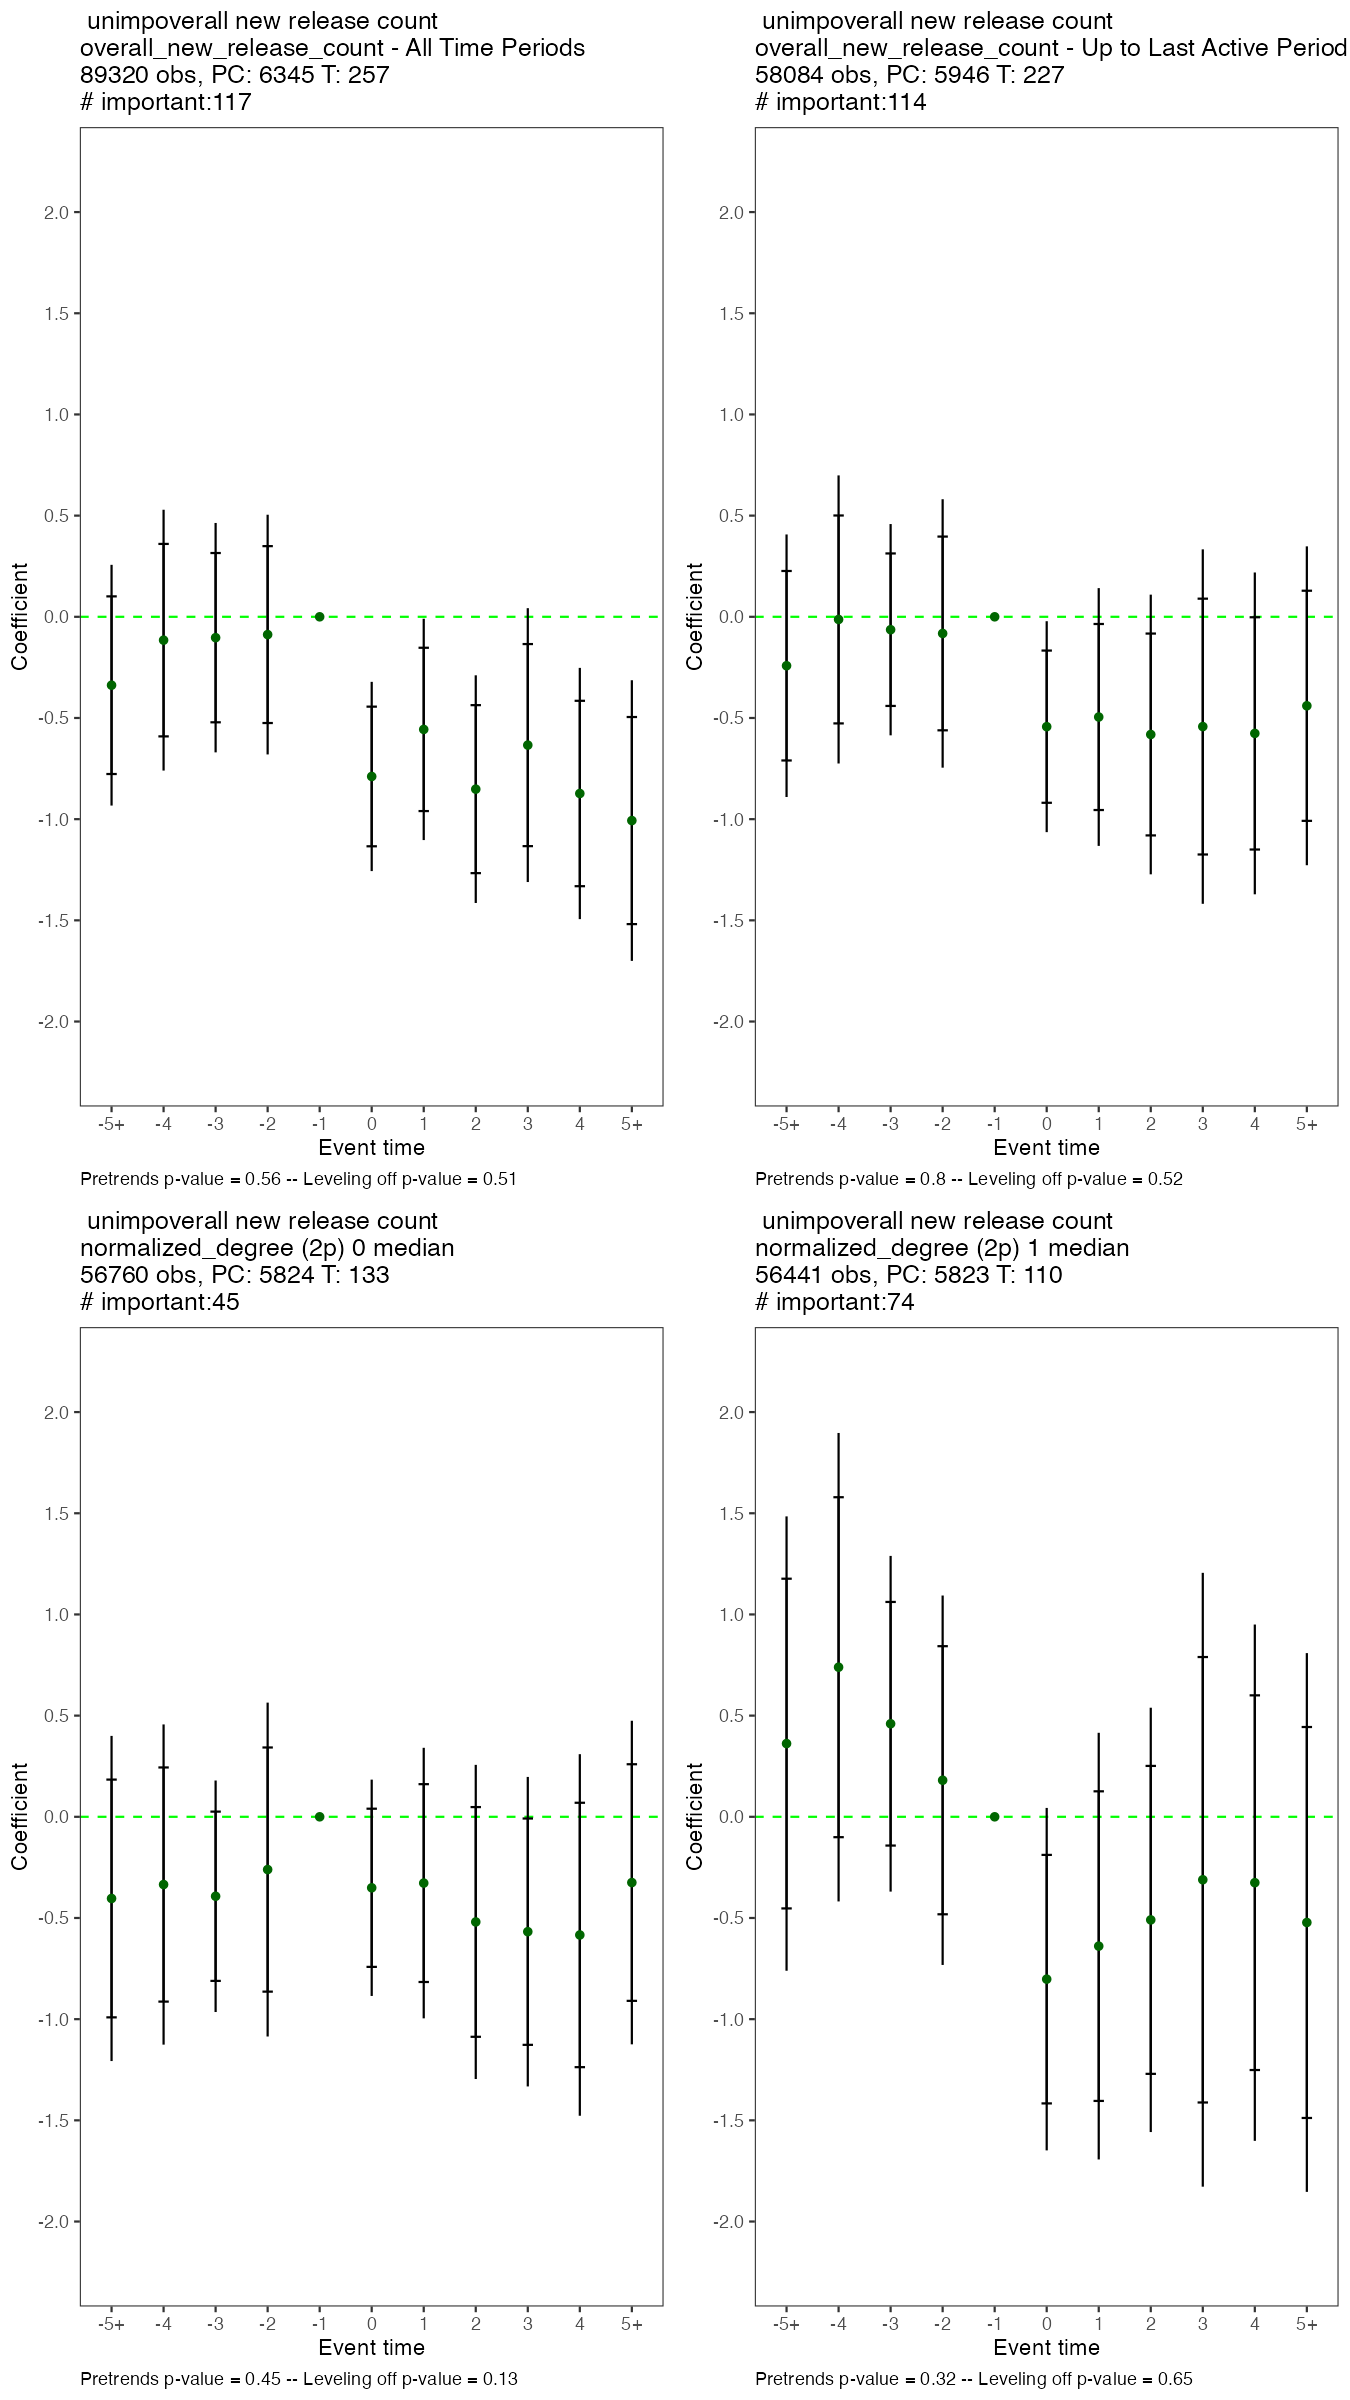 unimpoverall new release count
overall_new_release_count - All Time Periods
89320 obs, PC: 6345 T: 257
# important:117
2.0
1.5
1.0
0.5
0.0
-0.5
-1.0
-1.5
-2.0
Coefficient
-5+ -4 -3 -2 -1 0 1 2 3 4 5+
Event time
Pretrends p-value = 0.56 -- Leveling off p-value = 0.51
unimpoverall new release count
overall_new_release_count - Up to Last Active Period
58084 obs, PC: 5946 T: 227
# important:114
2.0
1.5
1.0
0.5
0.0
-0.5
-1.0
-1.5
-2.0
Coefficient
-5+ -4 -3 -2 -1 0 1 2 3 4 5+
Event time
Pretrends p-value = 0.8 -- Leveling off p-value = 0.52
unimpoverall new release count
normalized_degree (2p) 0 median
56760 obs, PC: 5824 T: 133
# important:45
2.0
1.5
1.0
0.5
0.0
-0.5
-1.0
-1.5
-2.0
Coefficient
-5+ -4 -3 -2 -1 0 1 2 3 4 5+
Event time
Pretrends p-value = 0.45 -- Leveling off p-value = 0.13
unimpoverall new release count
normalized_degree (2p) 1 median
56441 obs, PC: 5823 T: 110
# important:74
2.0
1.5
1.0
0.5
0.0
-0.5
-1.0
-1.5
-2.0
Coefficient
-5+ -4 -3 -2 -1 0 1 2 3 4 5+
Event time
Pretrends p-value = 0.32 -- Leveling off p-value = 0.65